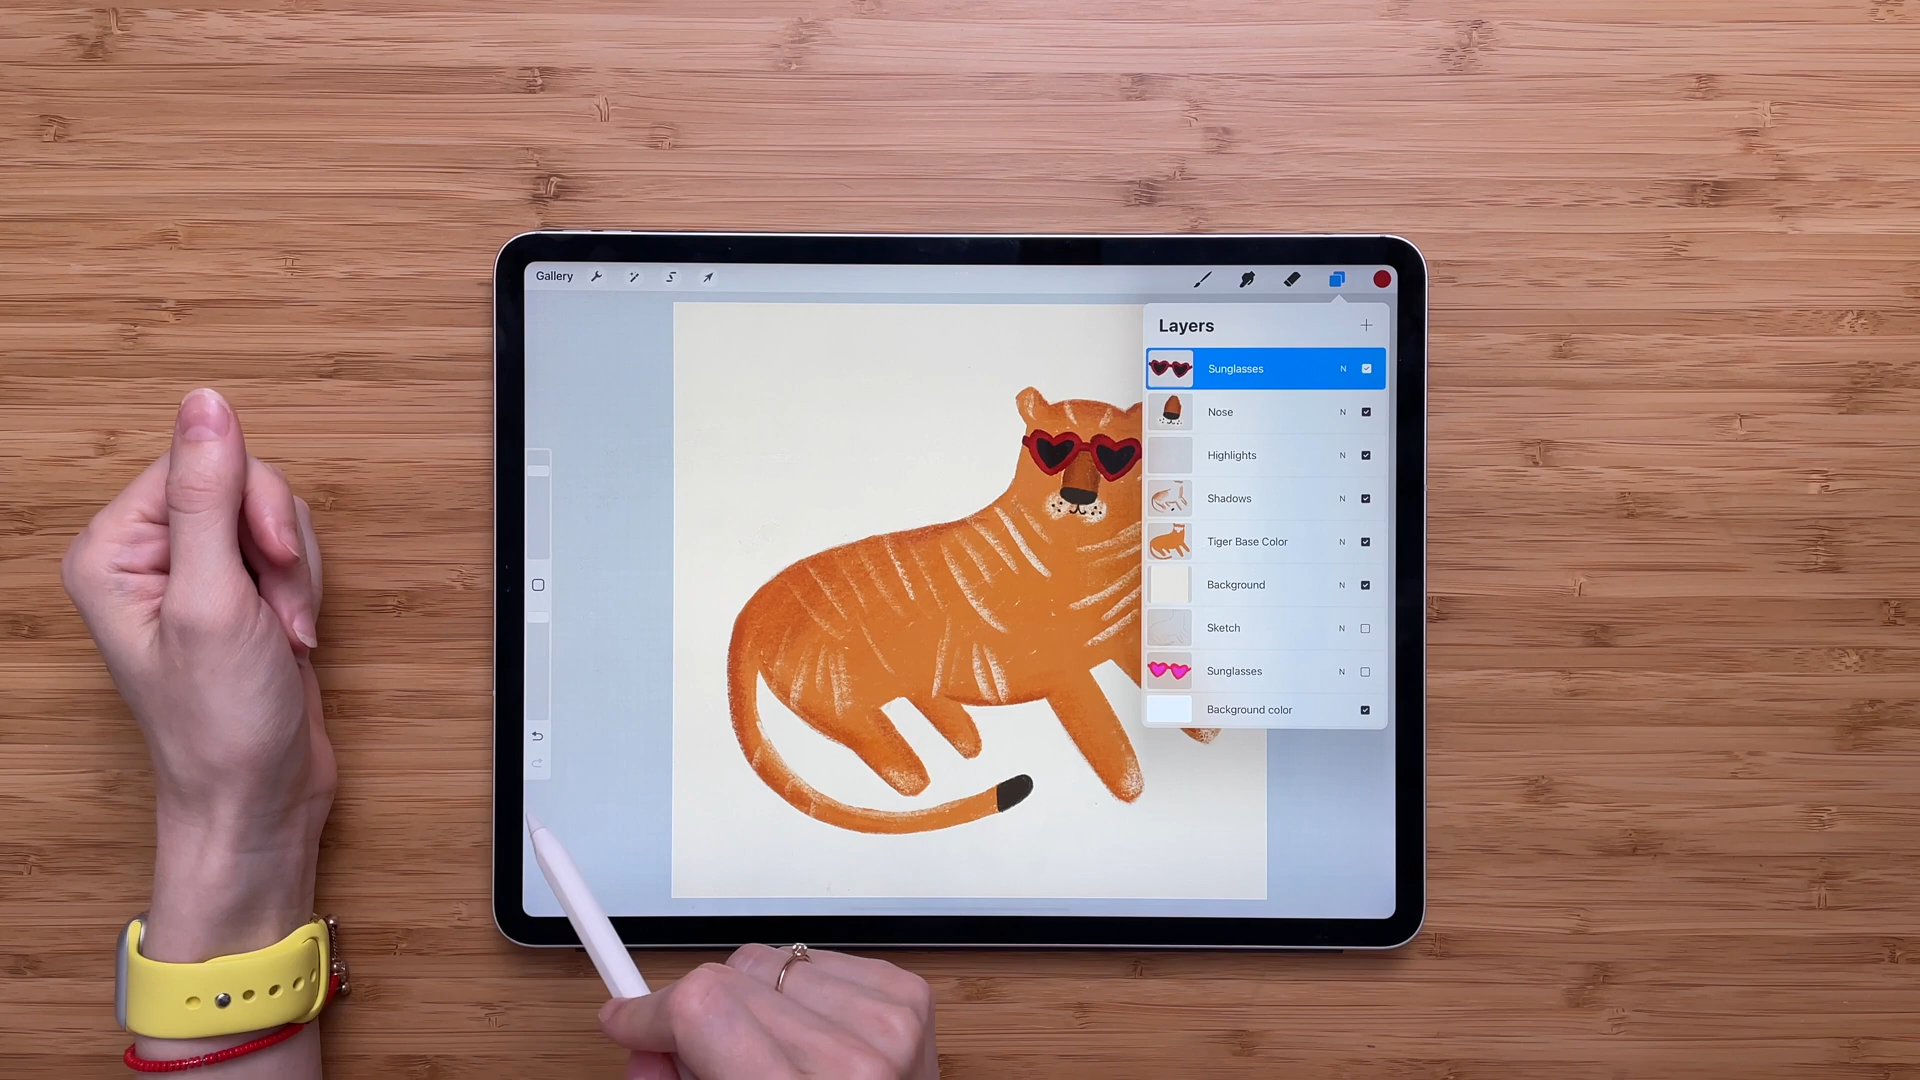 Gallery
Layers
Sunglasses N
Nose N
Highlights N
Shadows N
Tiger Base Color N
Background N
Sketch N
Sunglasses N
Background color